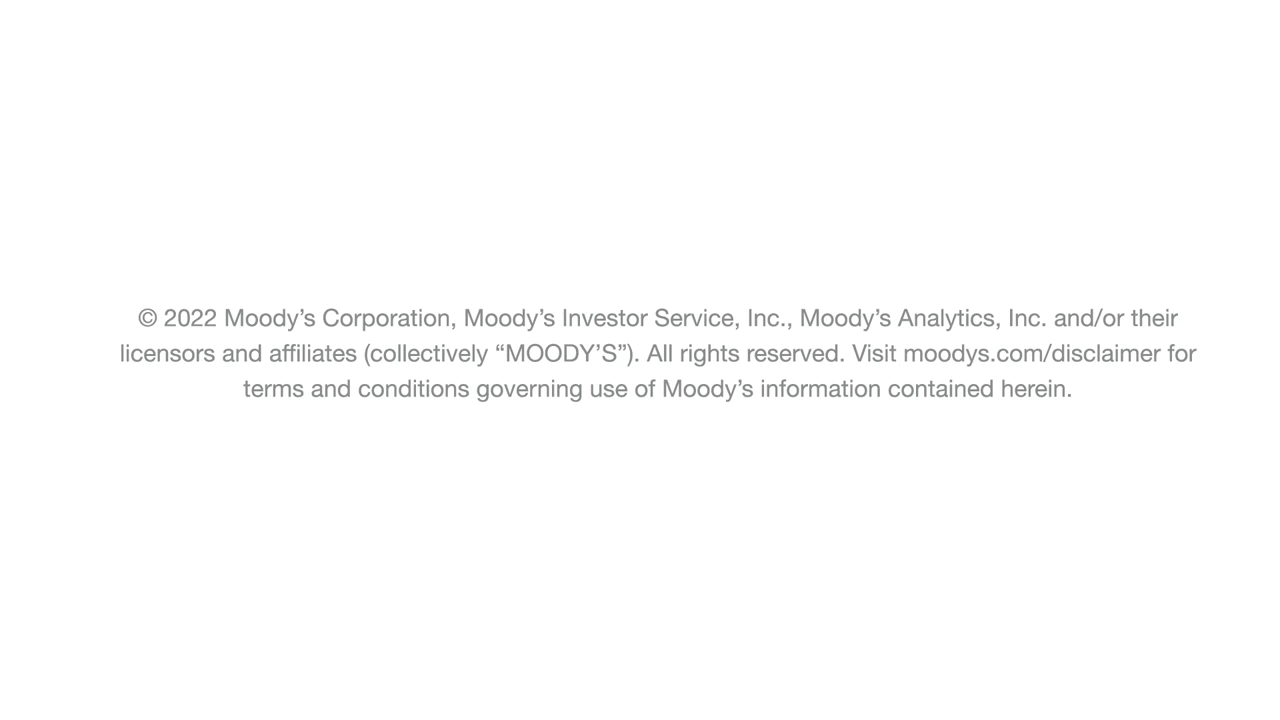 © 2022 Moody’s Corporation, Moody’s Investor Service, Inc., Moody’s Analytics, Inc. and/or their
licensors and affiliates (collectively “MOODY’S”). All rights reserved. Visit moodys.com/disclaimer for
terms and conditions governing use of Moody’s information contained herein.